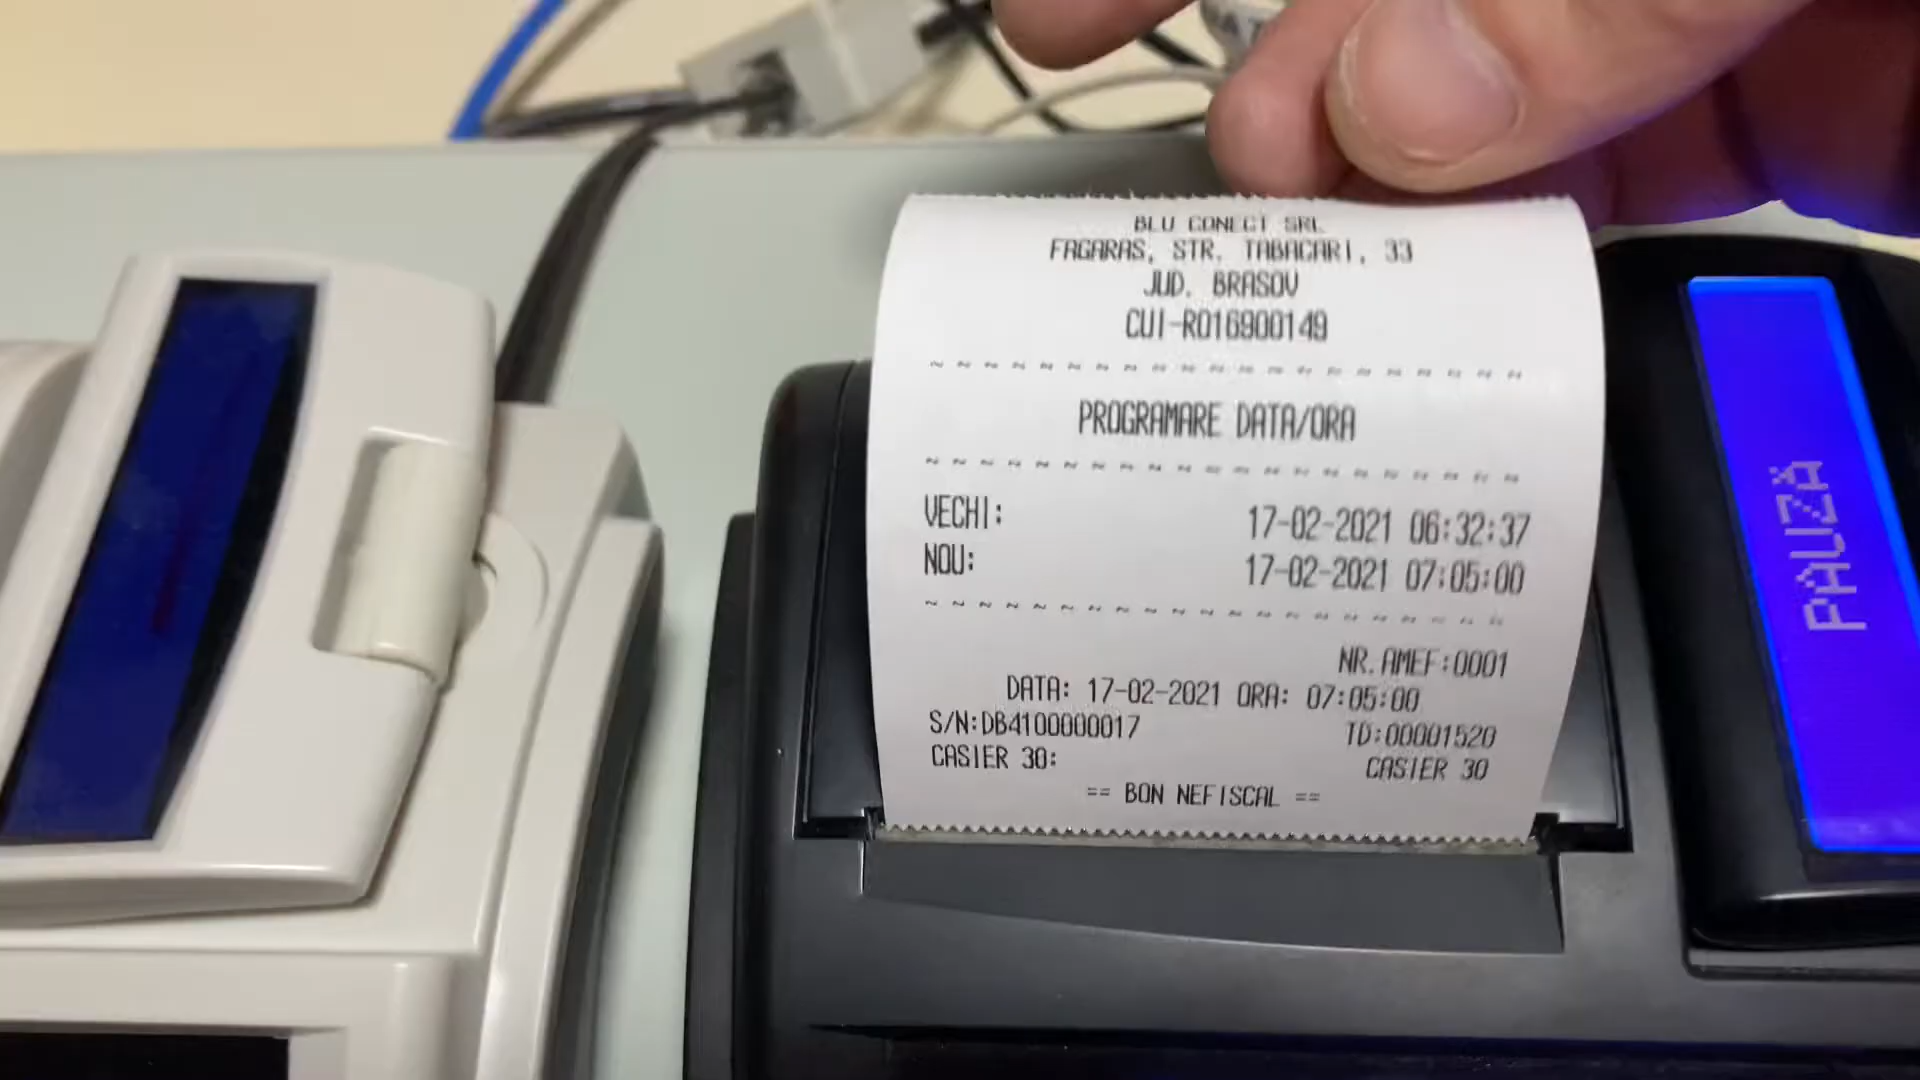 BLU CONECT SRL
FAGARAS, STR. TABACARI, 33
JUD. BRASOV
CUI-RO16900149
PROGRAMARE DATA/ORA
VECHI: 17-02-2021 06:32:37
NOU: 17-02-2021 07:05:00
NR.AMEF:0001
DATA: 17-02-2021 ORA: 07:05:00
S/N:DB4100000017 TD:00001520
CASIER 30: CASIER 30
== BON NEFISCAL ==
PAUZĂ